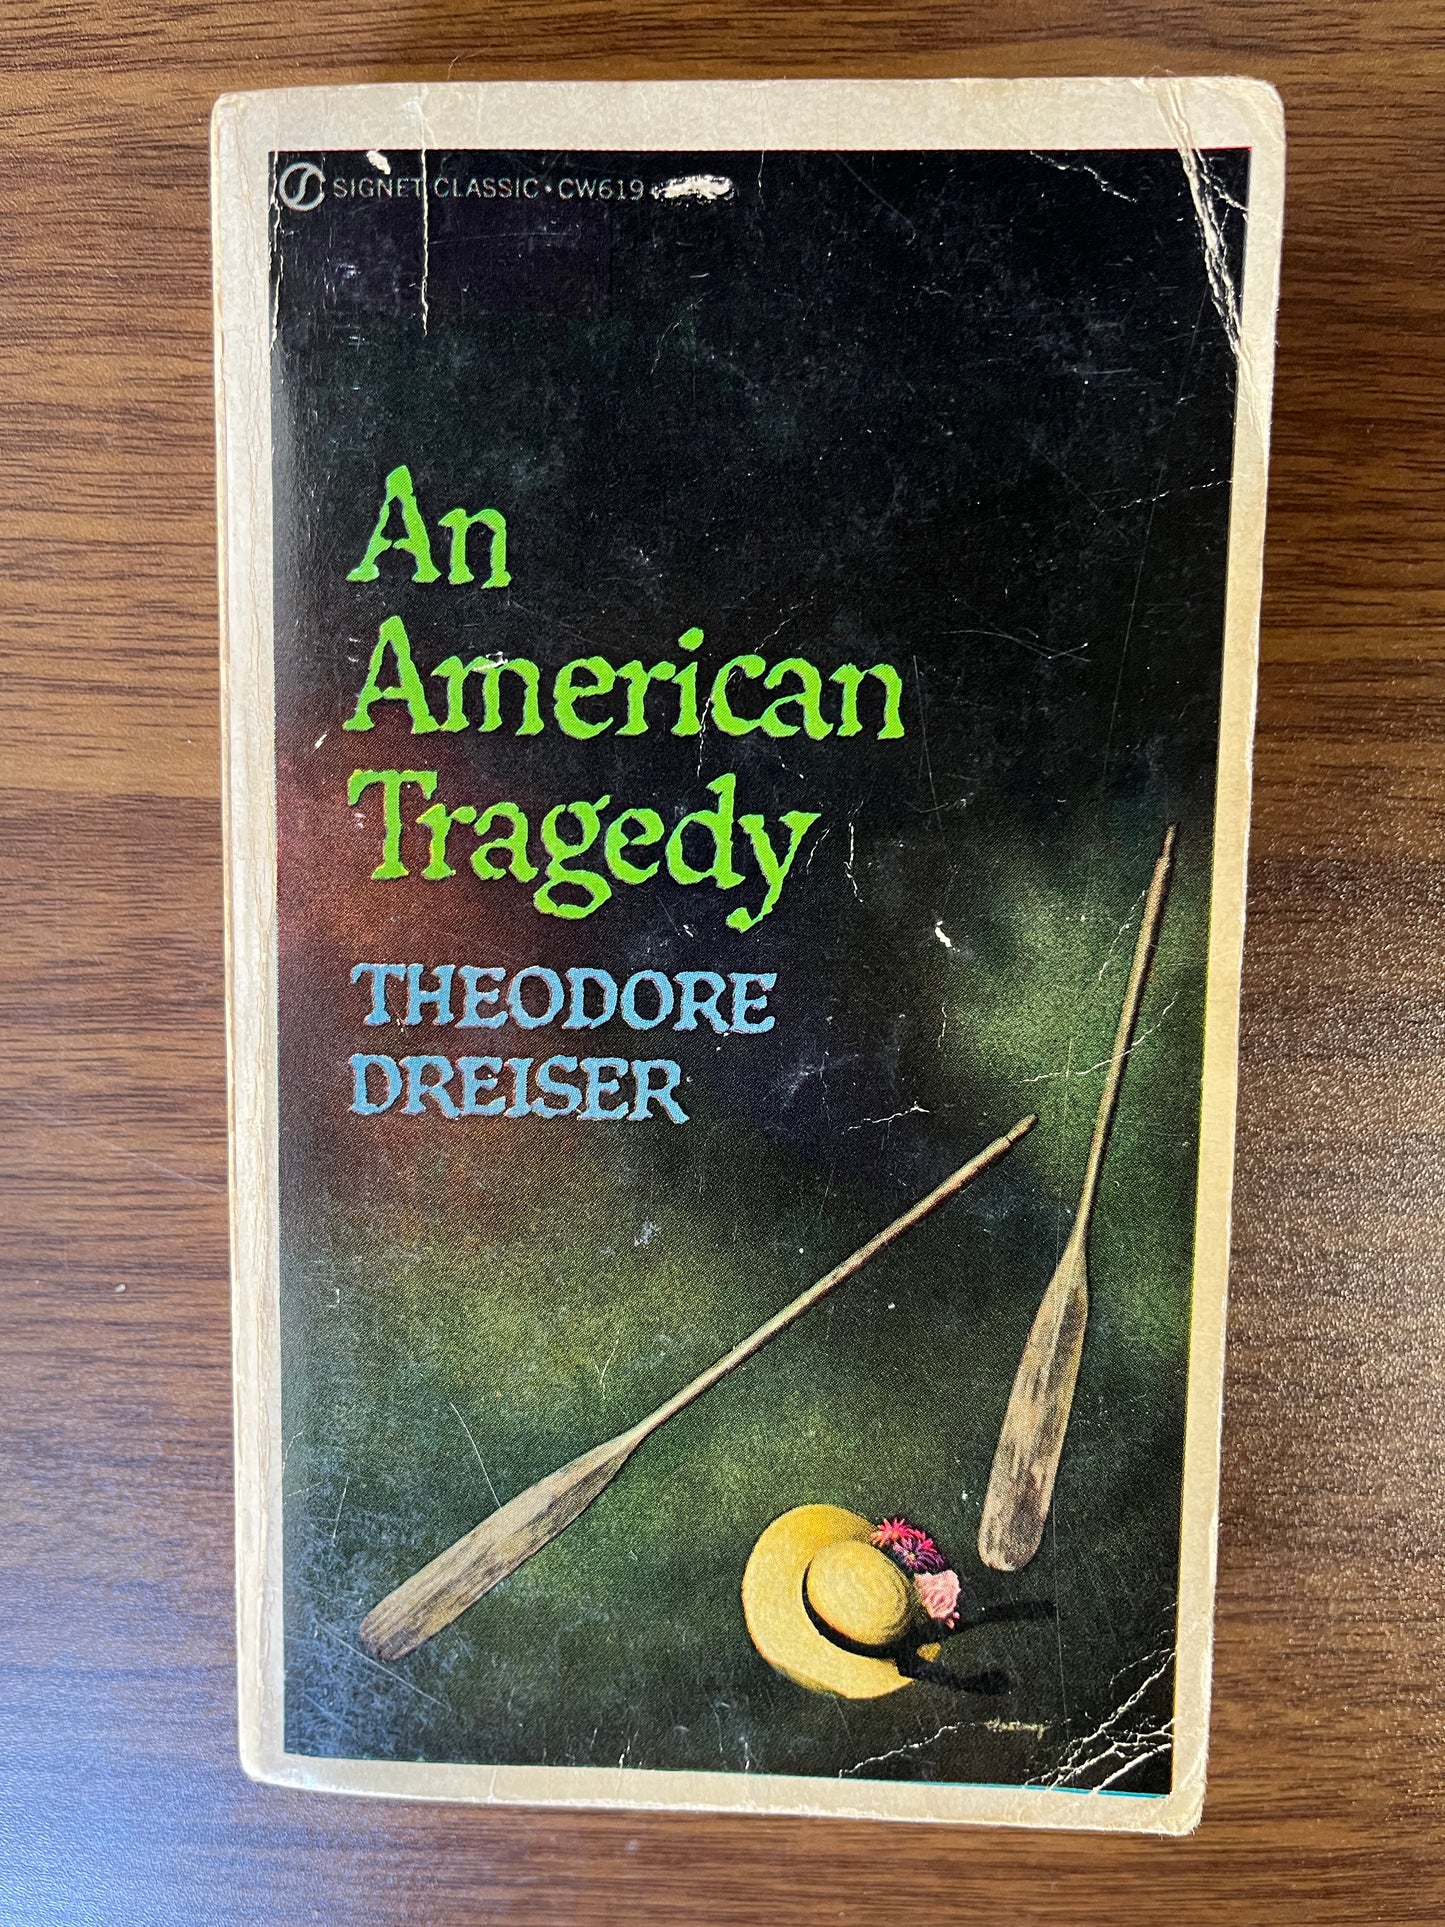 SIGNET CLASSIC • CW619
An
American
Tragedy
THEODORE
DREISER